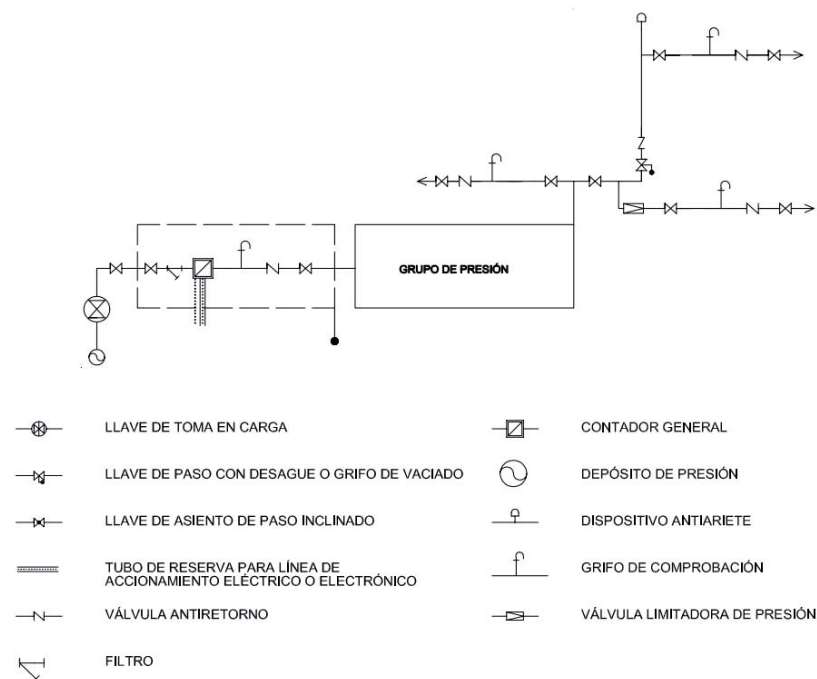 GRUPO DE PRESIÓN
LLAVE DE TOMA EN CARGA
CONTADOR GENERAL
LLAVE DE PASO CON DESAGUE O GRIFO DE VACIADO
DEPÓSITO DE PRESIÓN
LLAVE DE ASIENTO DE PASO INCLINADO
DISPOSITIVO ANTIARIETE
TUBO DE RESERVA PARA LÍNEA DE
ACCIONAMIENTO ELÉCTRICO O ELECTRÓNICO
GRIFO DE COMPROBACIÓN
VÁLVULA ANTIRETORNO
VÁLVULA LIMITADORA DE PRESIÓN
FILTRO